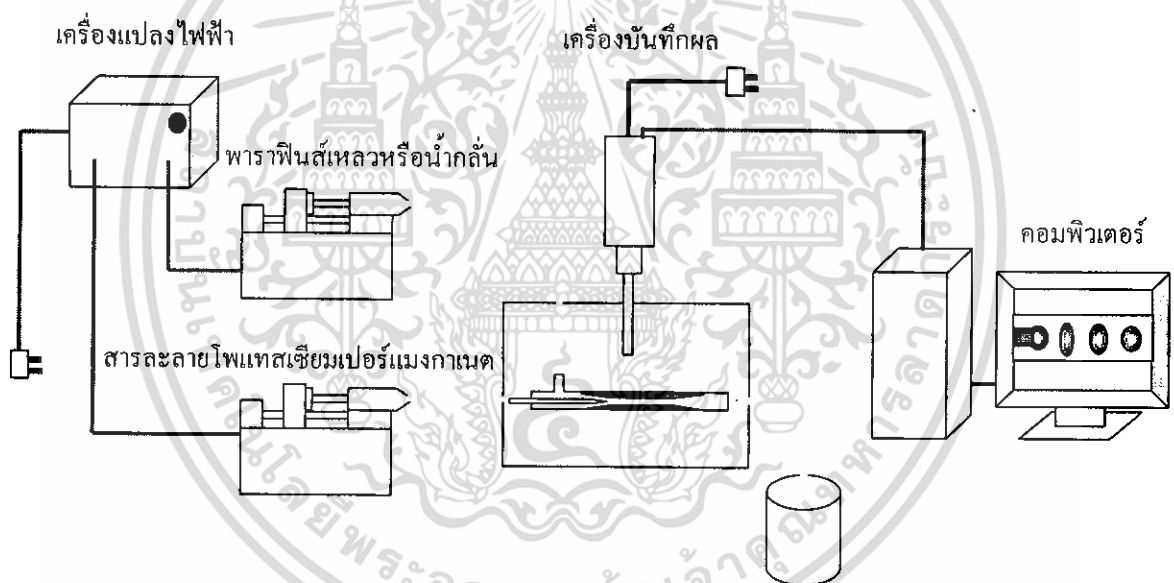 เครื่องแปลงไฟฟ้า
เครื่องบันทึกผล
พาราฟินส์เหลวหรือน้ำกลั่น
คอมพิวเตอร์
สารละลายโพแทสเซียมเปอร์แมงกาเนต